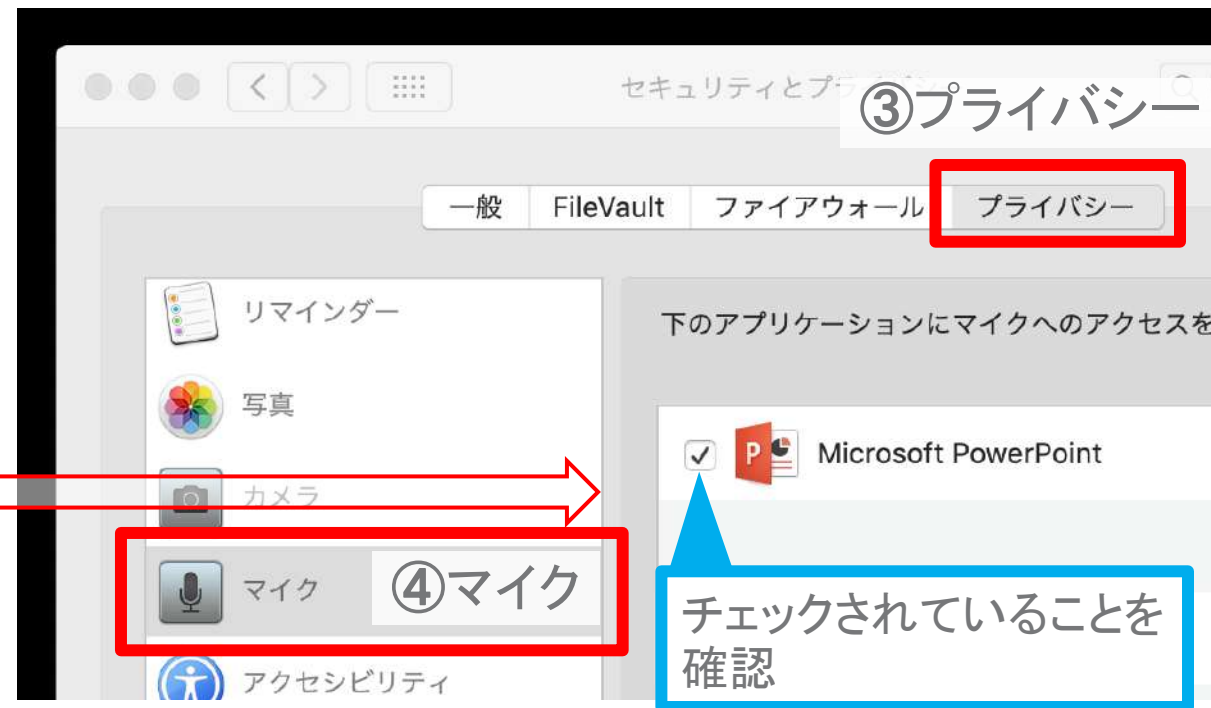 セキュリティとプ
③プライバシー
一般
FileVault
ファイアウォール
プライバシー
リマインダー
写真
カメラ
マイク
④マイク
アクセシビリティ
下のアプリケーションにマイクへのアクセスを
Microsoft PowerPoint
チェックされていることを
確認